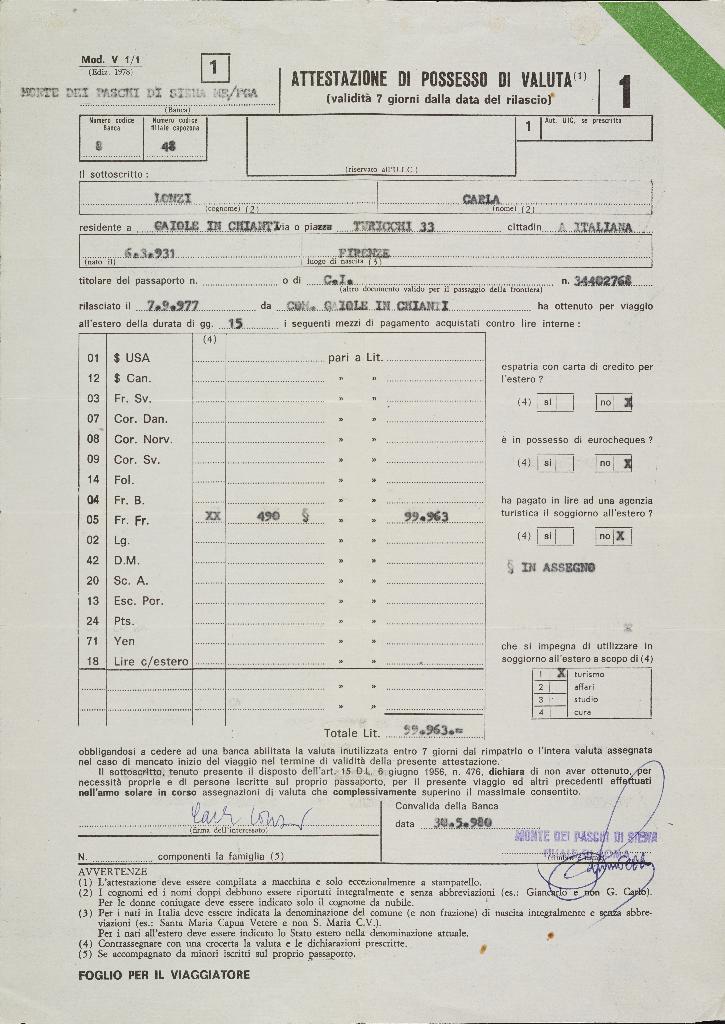 Mod. V 1/1
(Ediz. 1978)
1
MONTE DEI PASCHI DI SIENA
(Banca)
ATTESTAZIONE DI POSSESSO DI VALUTA(1)
(validità 7 giorni dalla data del rilascio)
1
Numero codice Banca
8
Numero codice filiale capozona
48
(riservato all'U.I.C.)
1
Aut. UIC, se prescritta
Il sottoscritto :
LONZI
CARLA
(cognome) (2)
(nome) (2)
residente a GAIOLE IN CHIANTI via o piazza TURICCHI 33 cittadin A ITALIANA
6.3.931 FIRENZE
(nato il) luogo di nascita (3)
titolare del passaporto n. o di C.I. n. 34402768
(altro documento valido per il passaggio della frontiera)
rilasciato il 7.9.977 da COM. GAIOLE IN CHIANTI ha ottenuto per viaggio
all'estero della durata di gg. 15 i seguenti mezzi di pagamento acquistati contro lire interne :
(4)
01 $ USA pari a Lit.
12 $ Can. » »
03 Fr. Sv. » »
07 Cor. Dan. » »
08 Cor. Norv. » »
09 Cor. Sv. » »
14 Fol. » »
04 Fr. B. » »
05 Fr. Fr. XX 490 § » » 99.963
02 Lg. » »
42 D.M. » »
20 Sc. A. » »
13 Esc. Por. » »
24 Pts. » »
71 Yen » »
18 Lire c/estero » »
» »
» »
Totale Lit. 99.963.=
espatria con carta di credito per
l'estero ?
(4) si no X
è in possesso di eurocheques ?
(4) si no X
ha pagato in lire ad una agenzia
turistica il soggiorno all'estero ?
(4) si no X
§ IN ASSEGNO
che si impegna di utilizzare in
soggiorno all'estero a scopo di (4)
1 X turismo
2 affari
3 studio
4 cura
obbligandosi a cedere ad una banca abilitata la valuta inutilizzata entro 7 giorni dal rimpatrio o l'intera valuta assegnata
nel caso di mancato inizio del viaggio nel termine di validità della presente attestazione.
Il sottoscritto, tenuto presente il disposto dell'art. 15 D.L. 6 giugno 1956, n. 476, dichiara di non aver ottenuto, per
necessità proprie e di persone iscritte sul proprio passaporto, per il presente viaggio ed altri precedenti effettuati
nell'anno solare in corso assegnazioni di valuta che complessivamente superino il massimale consentito.
Carla Lonzi
(firma dell'interessato)
Convalida della Banca
data 30.5.980
MONTE DEI PASCHI DI SIENA
N. componenti la famiglia (5)
AVVERTENZE
(1) L'attestazione deve essere compilata a macchina e solo eccezionalmente a stampatello.
(2) I cognomi ed i nomi doppi debbono essere riportati integralmente e senza abbreviazioni (es.: Giancarlo e non G. Carlo).
Per le donne coniugate deve essere indicato solo il cognome da nubile.
(3) Per i nati in Italia deve essere indicata la denominazione del comune (e non frazione) di nascita integralmente e senza abbre-
viazioni (es.: Santa Maria Capua Vetere e non S. Maria C.V.).
Per i nati all'estero deve essere indicato lo Stato estero nella denominazione attuale.
(4) Contrassegnare con una crocetta la valuta e le dichiarazioni prescritte.
(5) Se accompagnato da minori iscritti sul proprio passaporto.
FOGLIO PER IL VIAGGIATORE